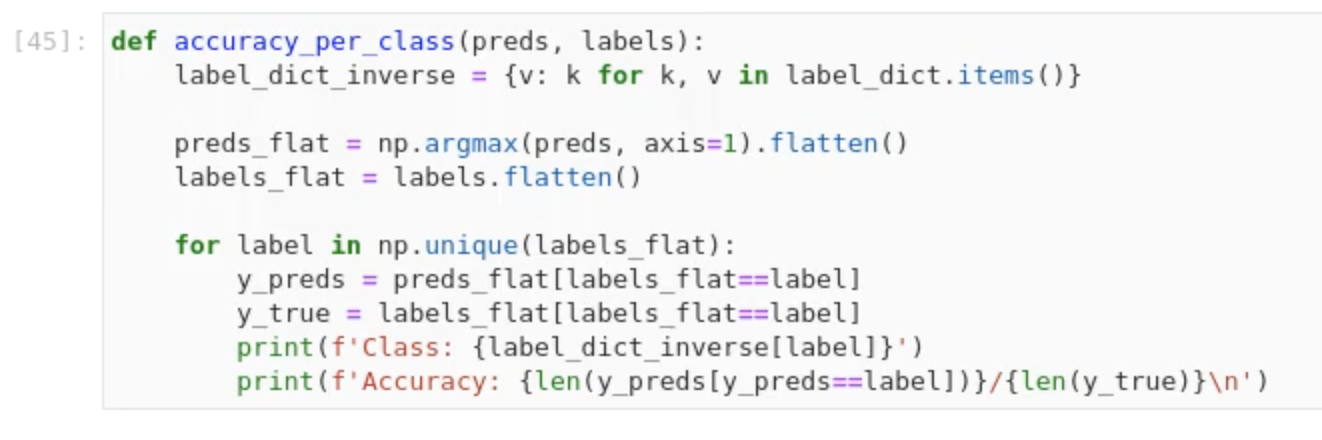 [45]: def accuracy_per_class(preds, labels):
    label_dict_inverse = {v: k for k, v in label_dict.items()}

    preds_flat = np.argmax(preds, axis=1).flatten()
    labels_flat = labels.flatten()

    for label in np.unique(labels_flat):
        y_preds = preds_flat[labels_flat==label]
        y_true = labels_flat[labels_flat==label]
        print(f'Class: {label_dict_inverse[label]}')
        print(f'Accuracy: {len(y_preds[y_preds==label])}/{len(y_true)}\n')